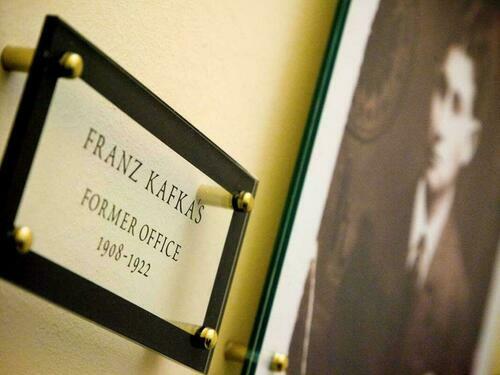 FRANZ KAFKA'S
FORMER OFFICE
1908-1922